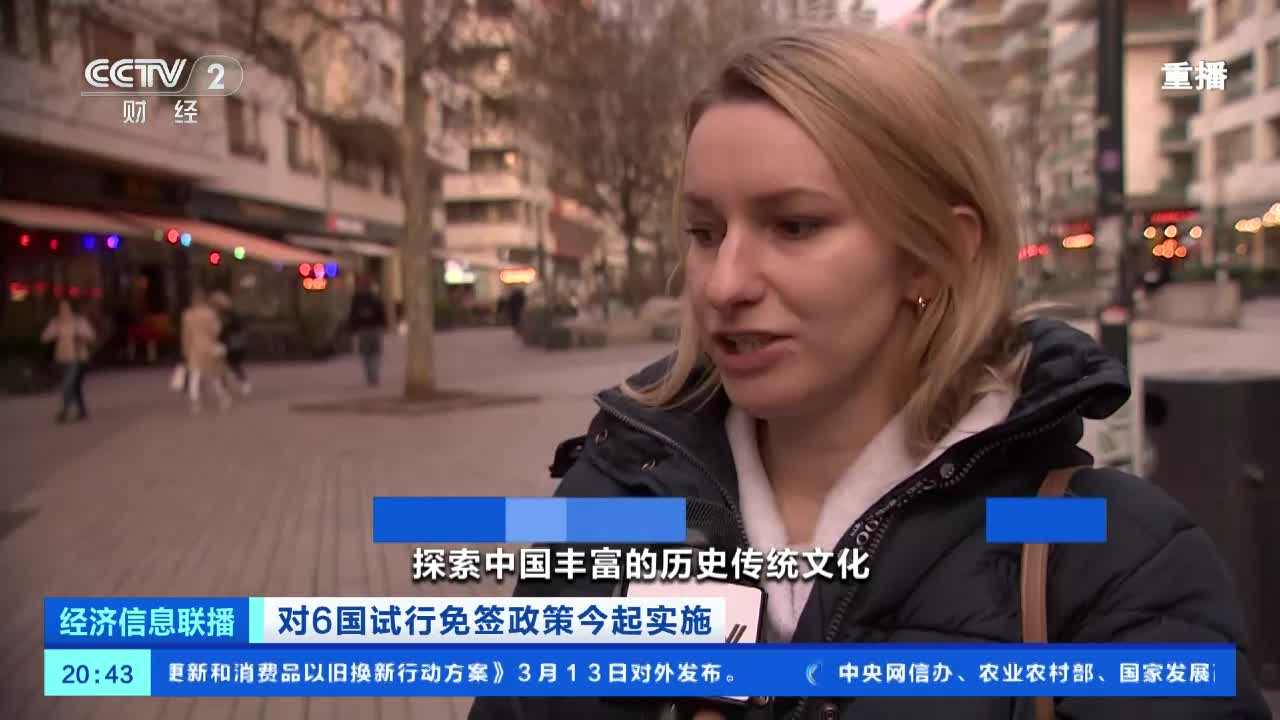 CCTV 2
财 经
重播
探索中国丰富的历史传统文化
经济信息联播
对6国试行免签政策今起实施
20:43
更新和消费品以旧换新行动方案》3月13日对外发布。
中央网信办、农业农村部、国家发展